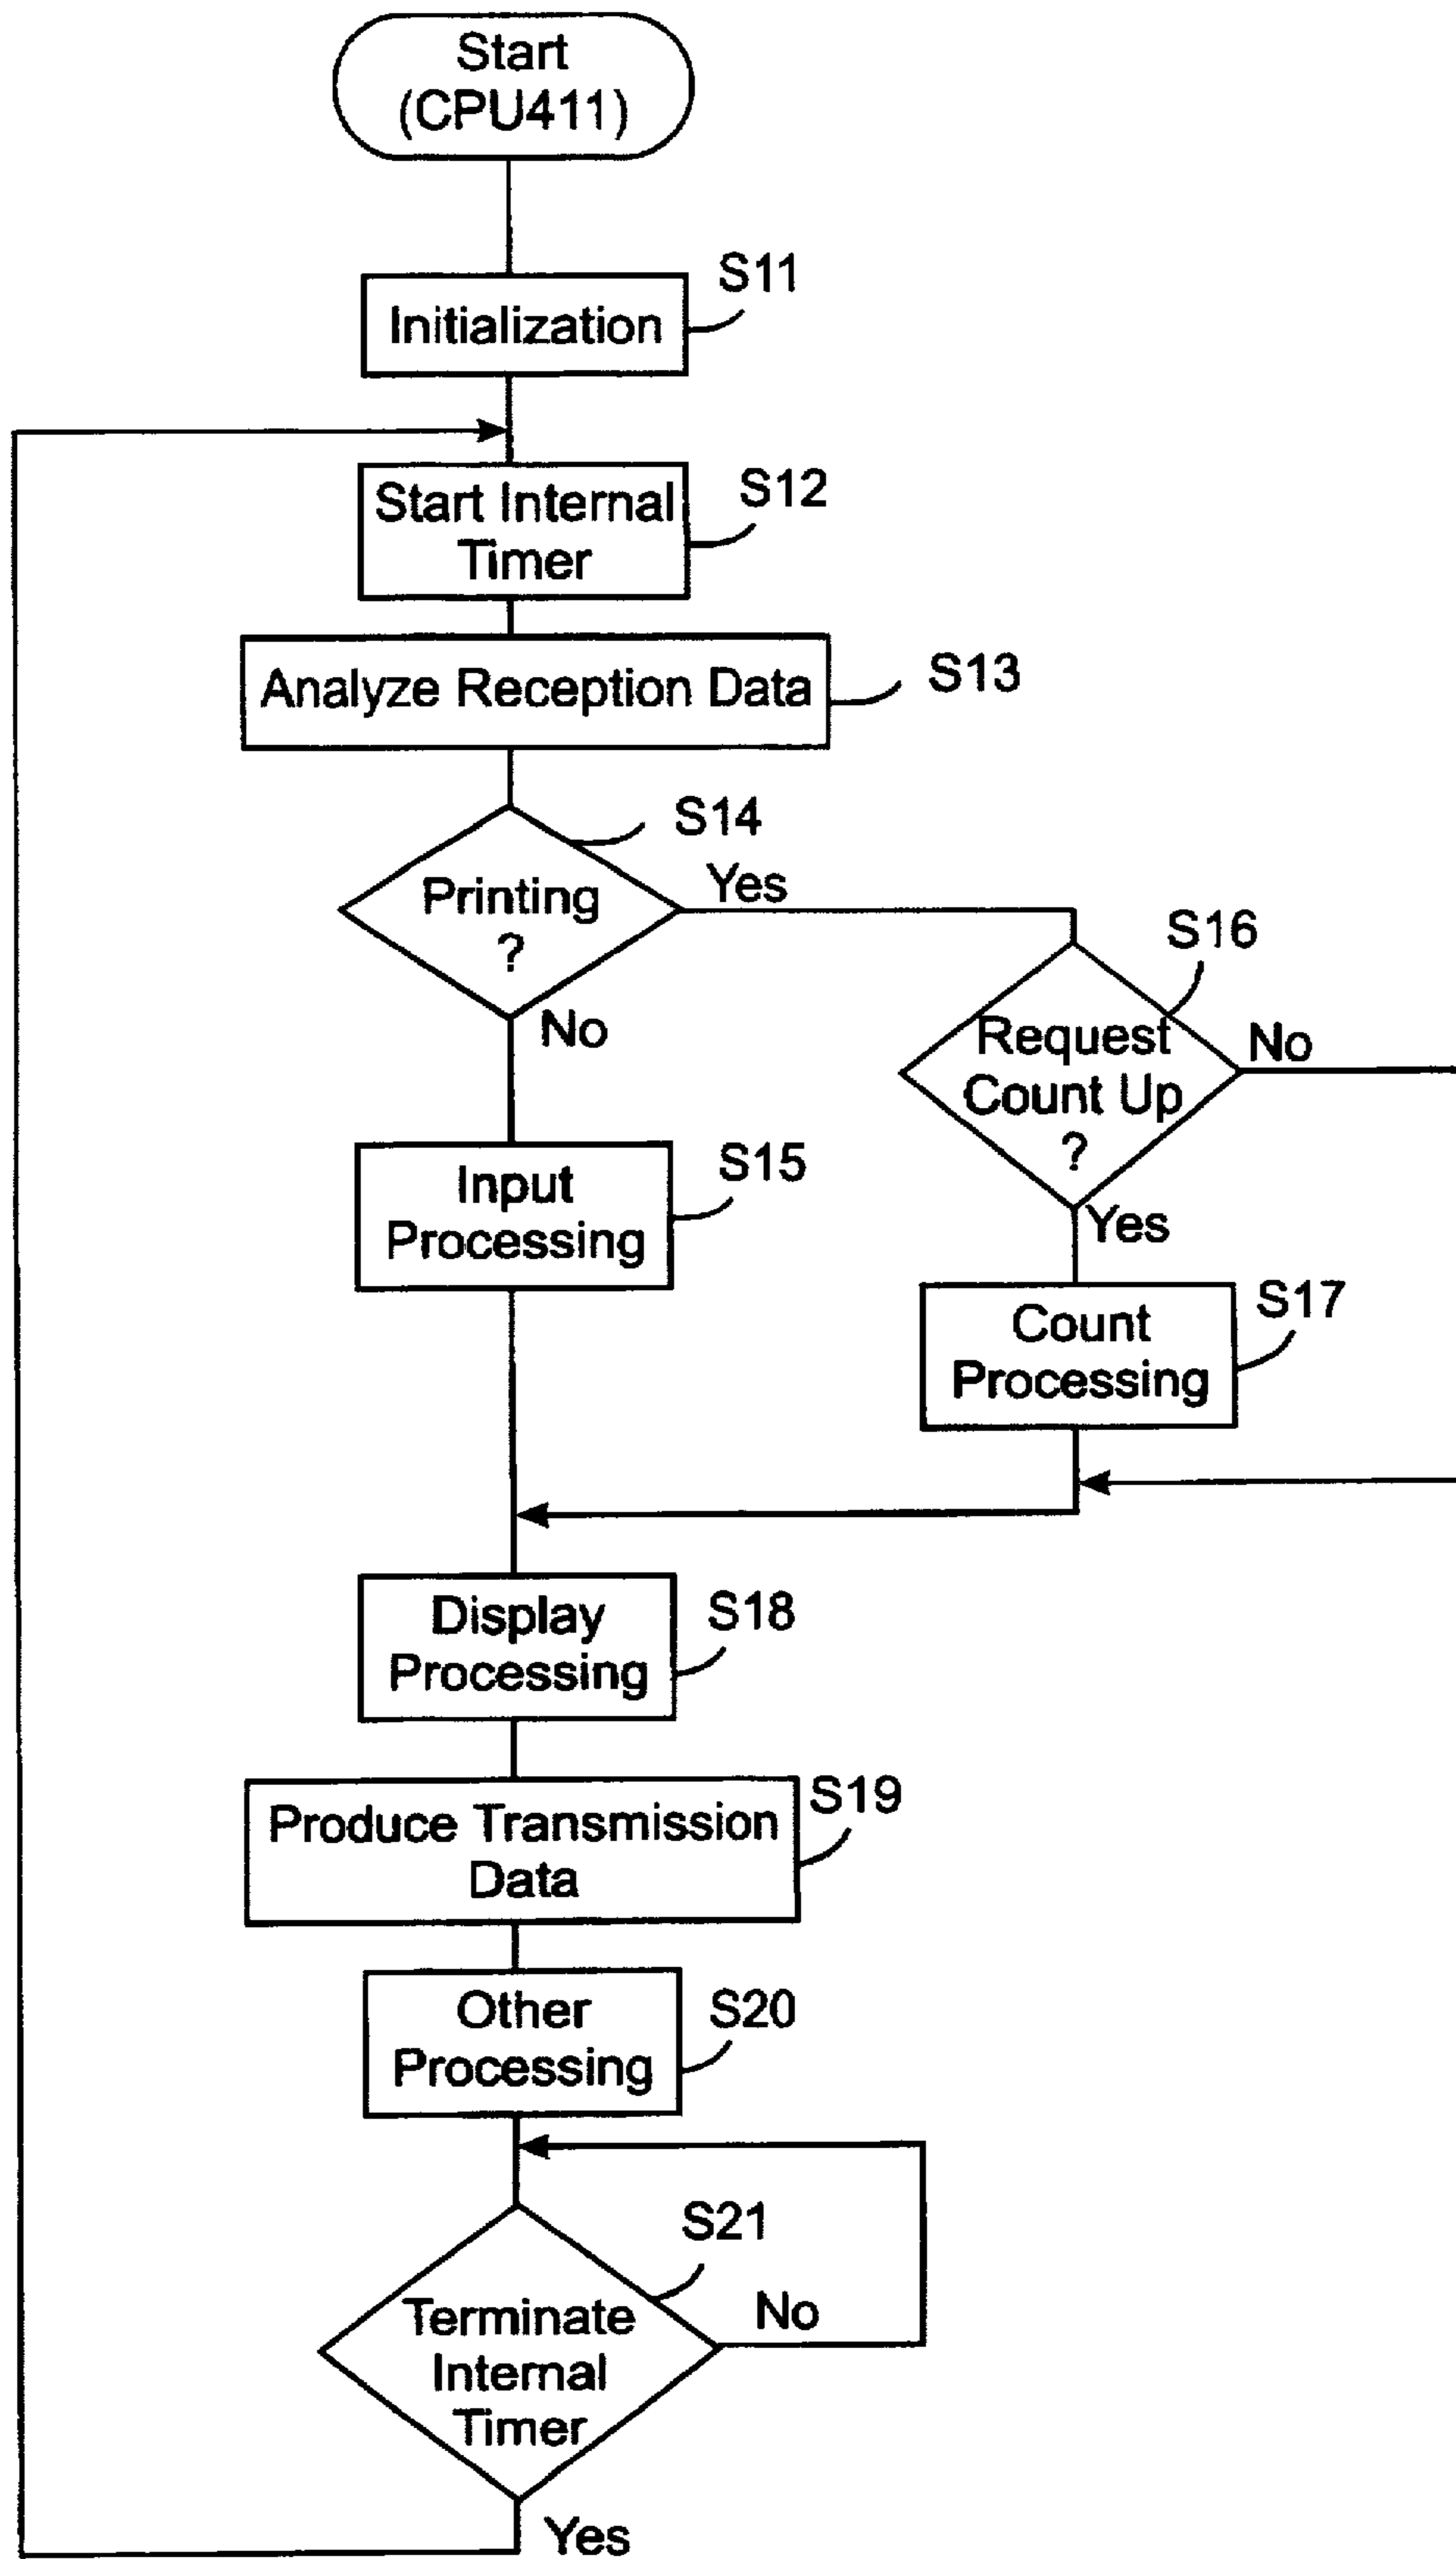 Start
(CPU411)
S11
Initialization
S12
Start Internal
Timer
S13
Analyze Reception Data
S14
Printing
?
Yes
No
S16
Request
Count Up
?
No
Yes
S15
Input
Processing
S17
Count
Processing
S18
Display
Processing
S19
Produce Transmission
Data
S20
Other
Processing
S21
Terminate
Internal
Timer
No
Yes